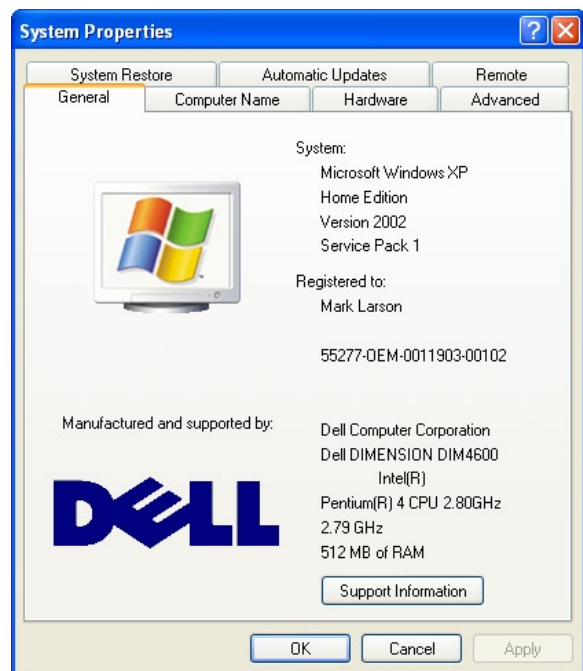 System Properties
System Restore
Automatic Updates
Remote
General
Computer Name
Hardware
Advanced
System:
Microsoft Windows XP
Home Edition
Version 2002
Service Pack 1
Registered to:
Mark Larson
55277-OEM-0011903-00102
Manufactured and supported by:
DELL
Dell Computer Corporation
Dell DIMENSION DIM4600
Intel(R)
Pentium(R) 4 CPU 2.80GHz
2.79 GHz
512 MB of RAM
Support Information
OK
Cancel
Apply